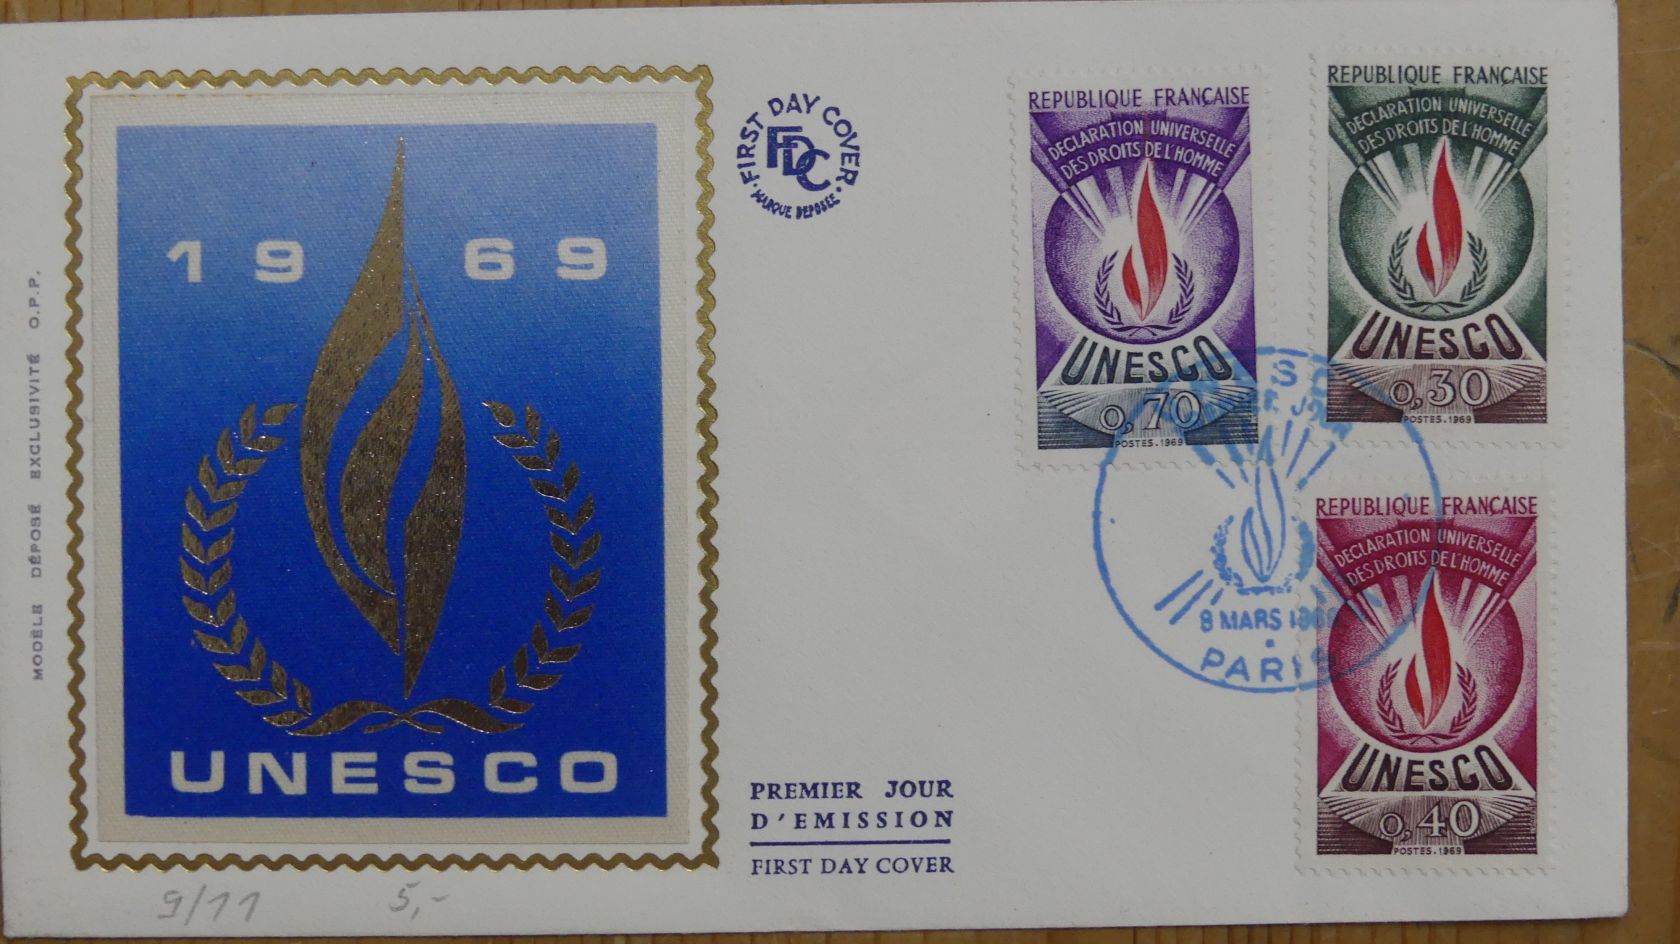 MODÈLE DÉPOSÉ EXCLUSIVITÉ O.P.P.
1969
UNESCO
9/11 5,-
FIRST DAY COVER
FDC
MARQUE DEPOSÉE
PREMIER JOUR
D'EMISSION
FIRST DAY COVER
REPUBLIQUE FRANÇAISE
DECLARATION UNIVERSELLE
DES DROITS DE L'HOMME
UNESCO
0,70
POSTES-1969
REPUBLIQUE FRANÇAISE
DECLARATION UNIVERSELLE
DES DROITS DE L'HOMME
UNESCO
0,30
POSTES-1969
8 MARS 1969
PARIS
REPUBLIQUE FRANÇAISE
DECLARATION UNIVERSELLE
DES DROITS DE L'HOMME
UNESCO
0,40
POSTES-1969